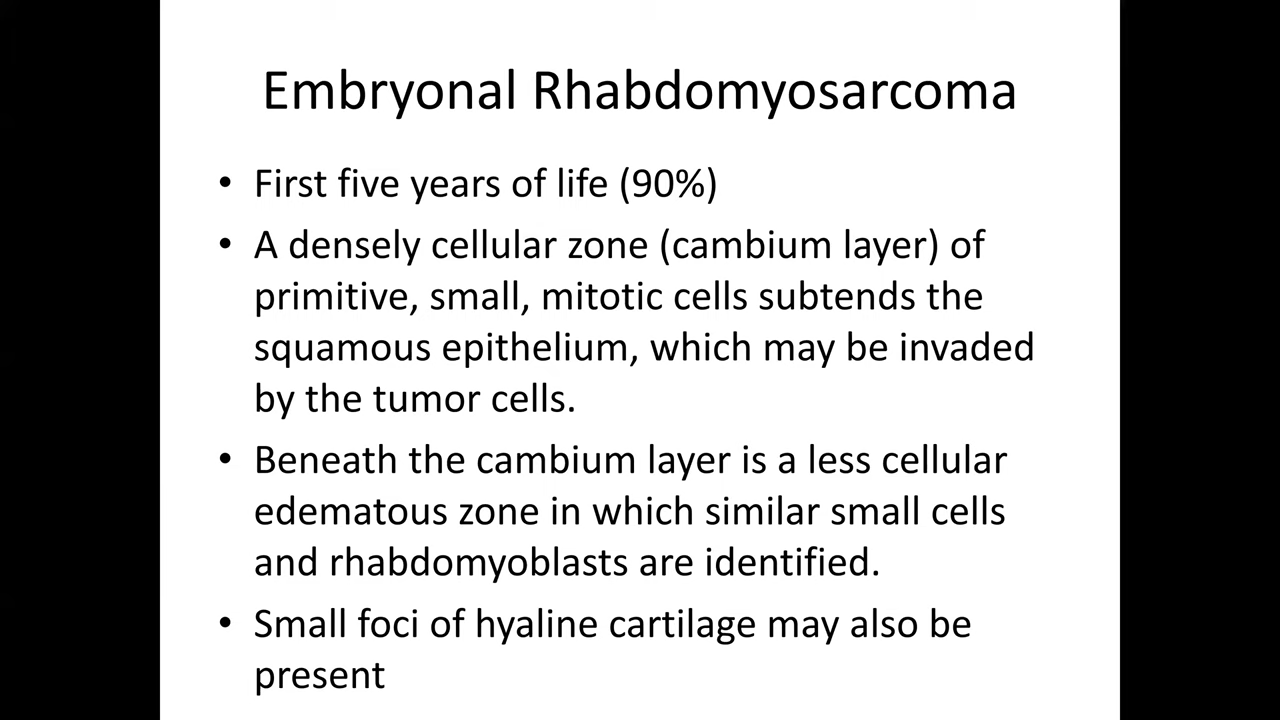 Embryonal Rhabdomyosarcoma
• First five years of life (90%)
• A densely cellular zone (cambium layer) of
primitive, small, mitotic cells subtends the
squamous epithelium, which may be invaded
by the tumor cells.
• Beneath the cambium layer is a less cellular
edematous zone in which similar small cells
and rhabdomyoblasts are identified.
• Small foci of hyaline cartilage may also be
present